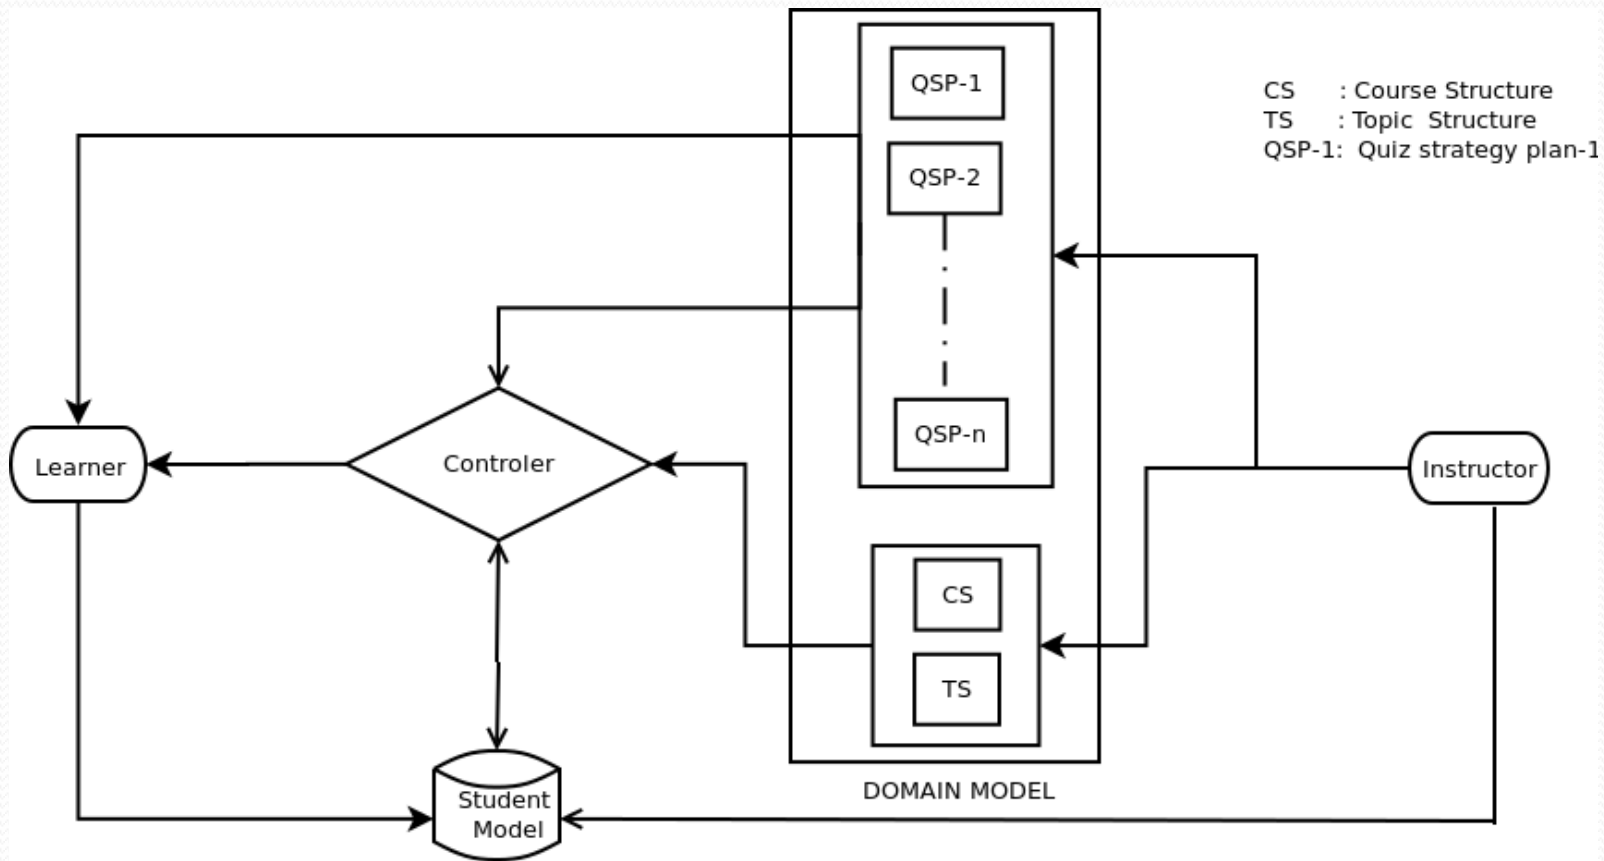 QSP-1
CS : Course Structure
TS : Topic Structure
QSP-1: Quiz strategy plan-1
QSP-2
QSP-n
Learner
Controler
Instructor
CS
TS
DOMAIN MODEL
Student
Model